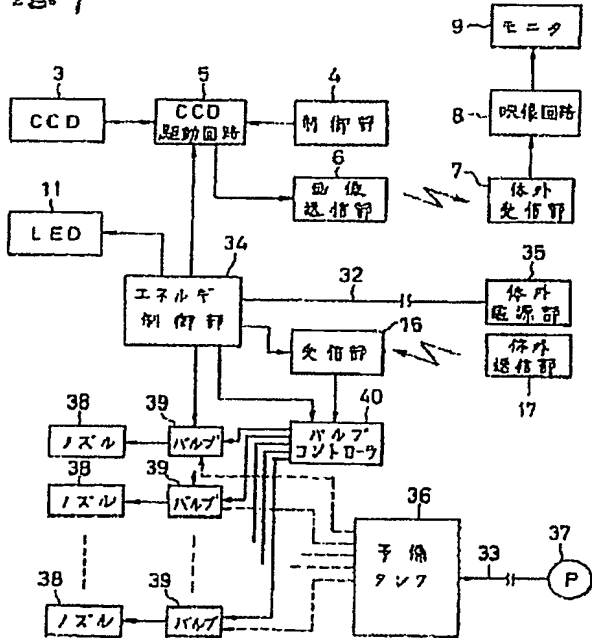 9
モニタ
3
5
4
CCD
CCD
駆動回路
制御部
8
映像回路
6
画像
送信部
7
体外
受信部
11
LED
34
エネルギ
制御部
32
35
体外
電源部
16
受信部
体外
送信部
17
38
39
40
ノズル
バルブ
バルブ
コントローラ
38
39
ノズル
バルブ
36
予備
タンク
33
37
P
38
39
ノズル
バルブ